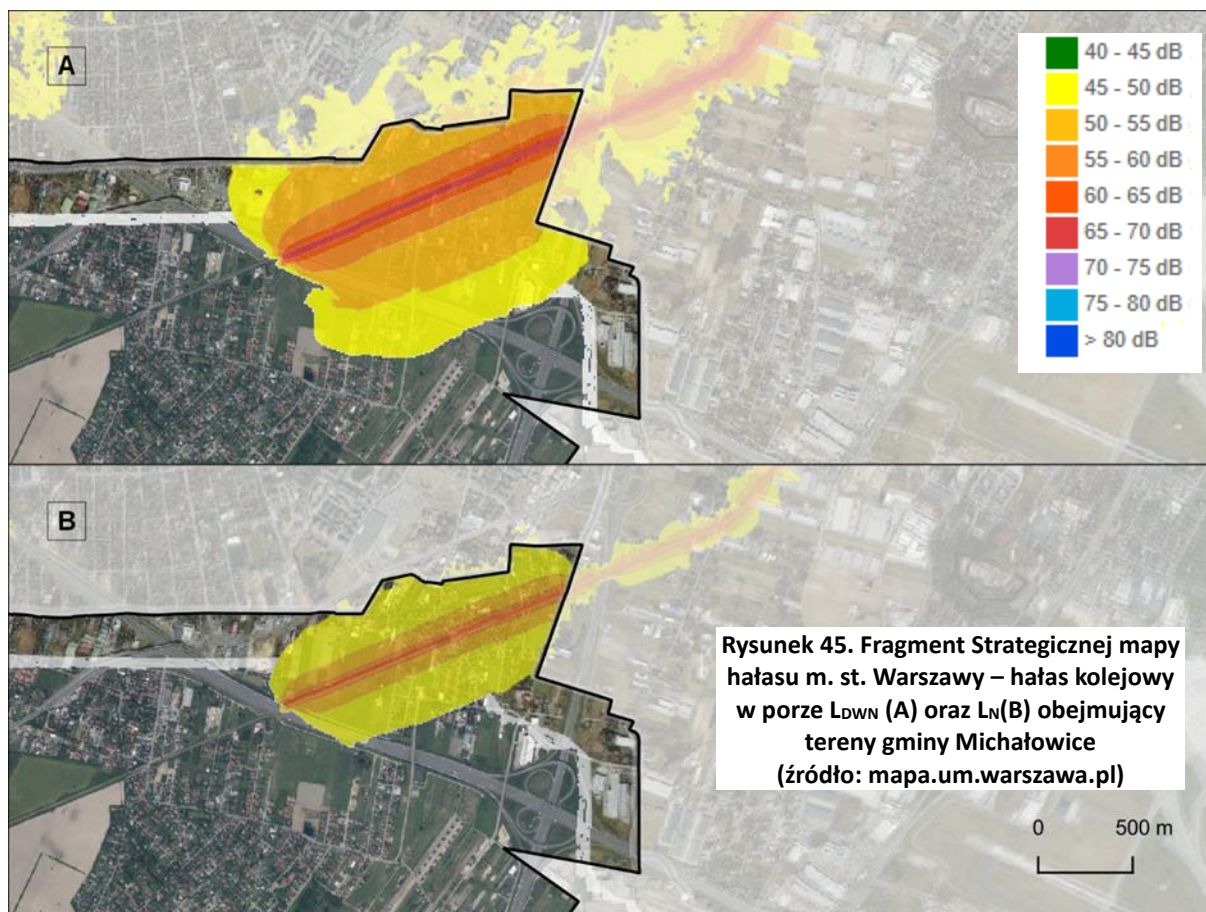 A
40 - 45 dB
45 - 50 dB
50 - 55 dB
55 - 60 dB
60 - 65 dB
65 - 70 dB
70 - 75 dB
75 - 80 dB
> 80 dB
B
Rysunek 45. Fragment Strategicznej mapy
hałasu m. st. Warszawy – hałas kolejowy
w porze LDWN (A) oraz LN(B) obejmujący
tereny gminy Michałowice
(źródło: mapa.um.warszawa.pl)
0 500 m